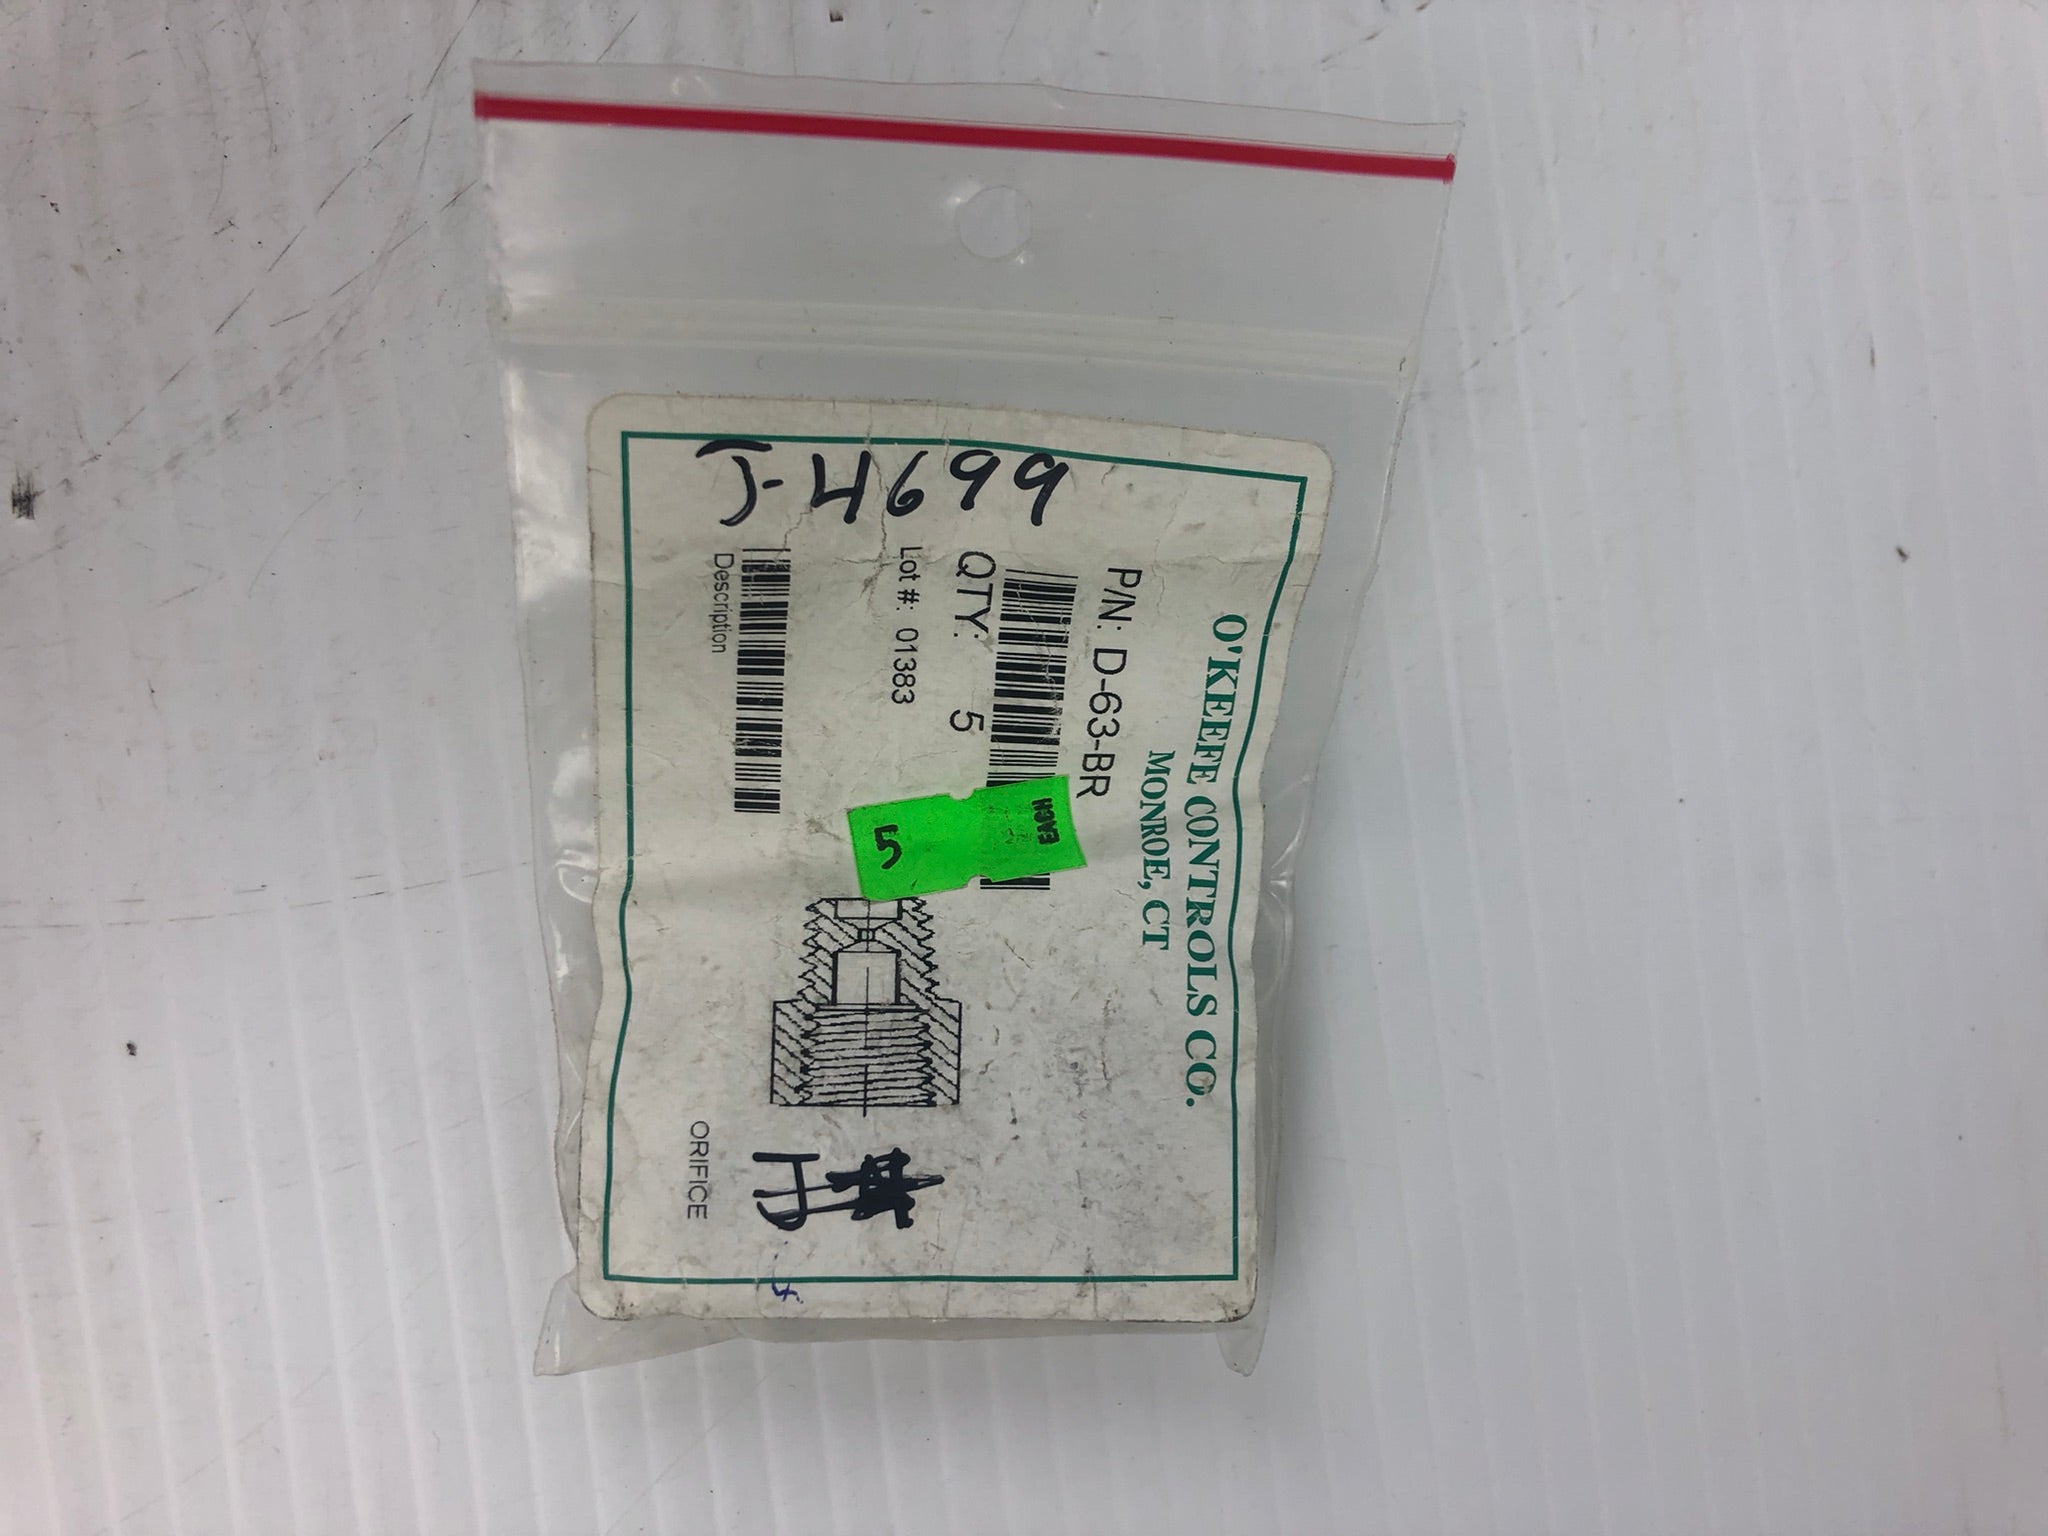 O'KEEFE CONTROLS CO.
MONROE, CT
P/N: D-63-BR
QTY: 5
Lot #: 01383
Description
J-4699
EACH
5
ORIFICE